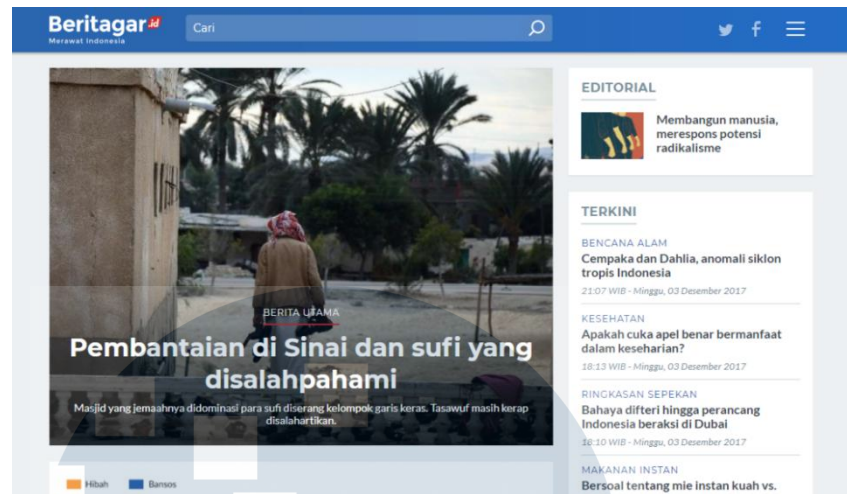 Beritagar.id
Merawat Indonesia
Cari
BERITA UTAMA
Pembantaian di Sinai dan sufi yang
disalahpahami
Masjid yang jemaahnya didominasi para sufi diserang kelompok garis keras. Tasawuf masih kerap
disalahartikan.
Hibah
Bansos
EDITORIAL
Membangun manusia,
merespons potensi
radikalisme
TERKINI
BENCANA ALAM
Cempaka dan Dahlia, anomali siklon
tropis Indonesia
21:07 WIB - Minggu, 03 Desember 2017
KESEHATAN
Apakah cuka apel benar bermanfaat
dalam keseharian?
18:13 WIB - Minggu, 03 Desember 2017
RINGKASAN SEPEKAN
Bahaya difteri hingga perancang
Indonesia beraksi di Dubai
18:10 WIB - Minggu, 03 Desember 2017
MAKANAN INSTAN
Bersoal tentang mie instan kuah vs.